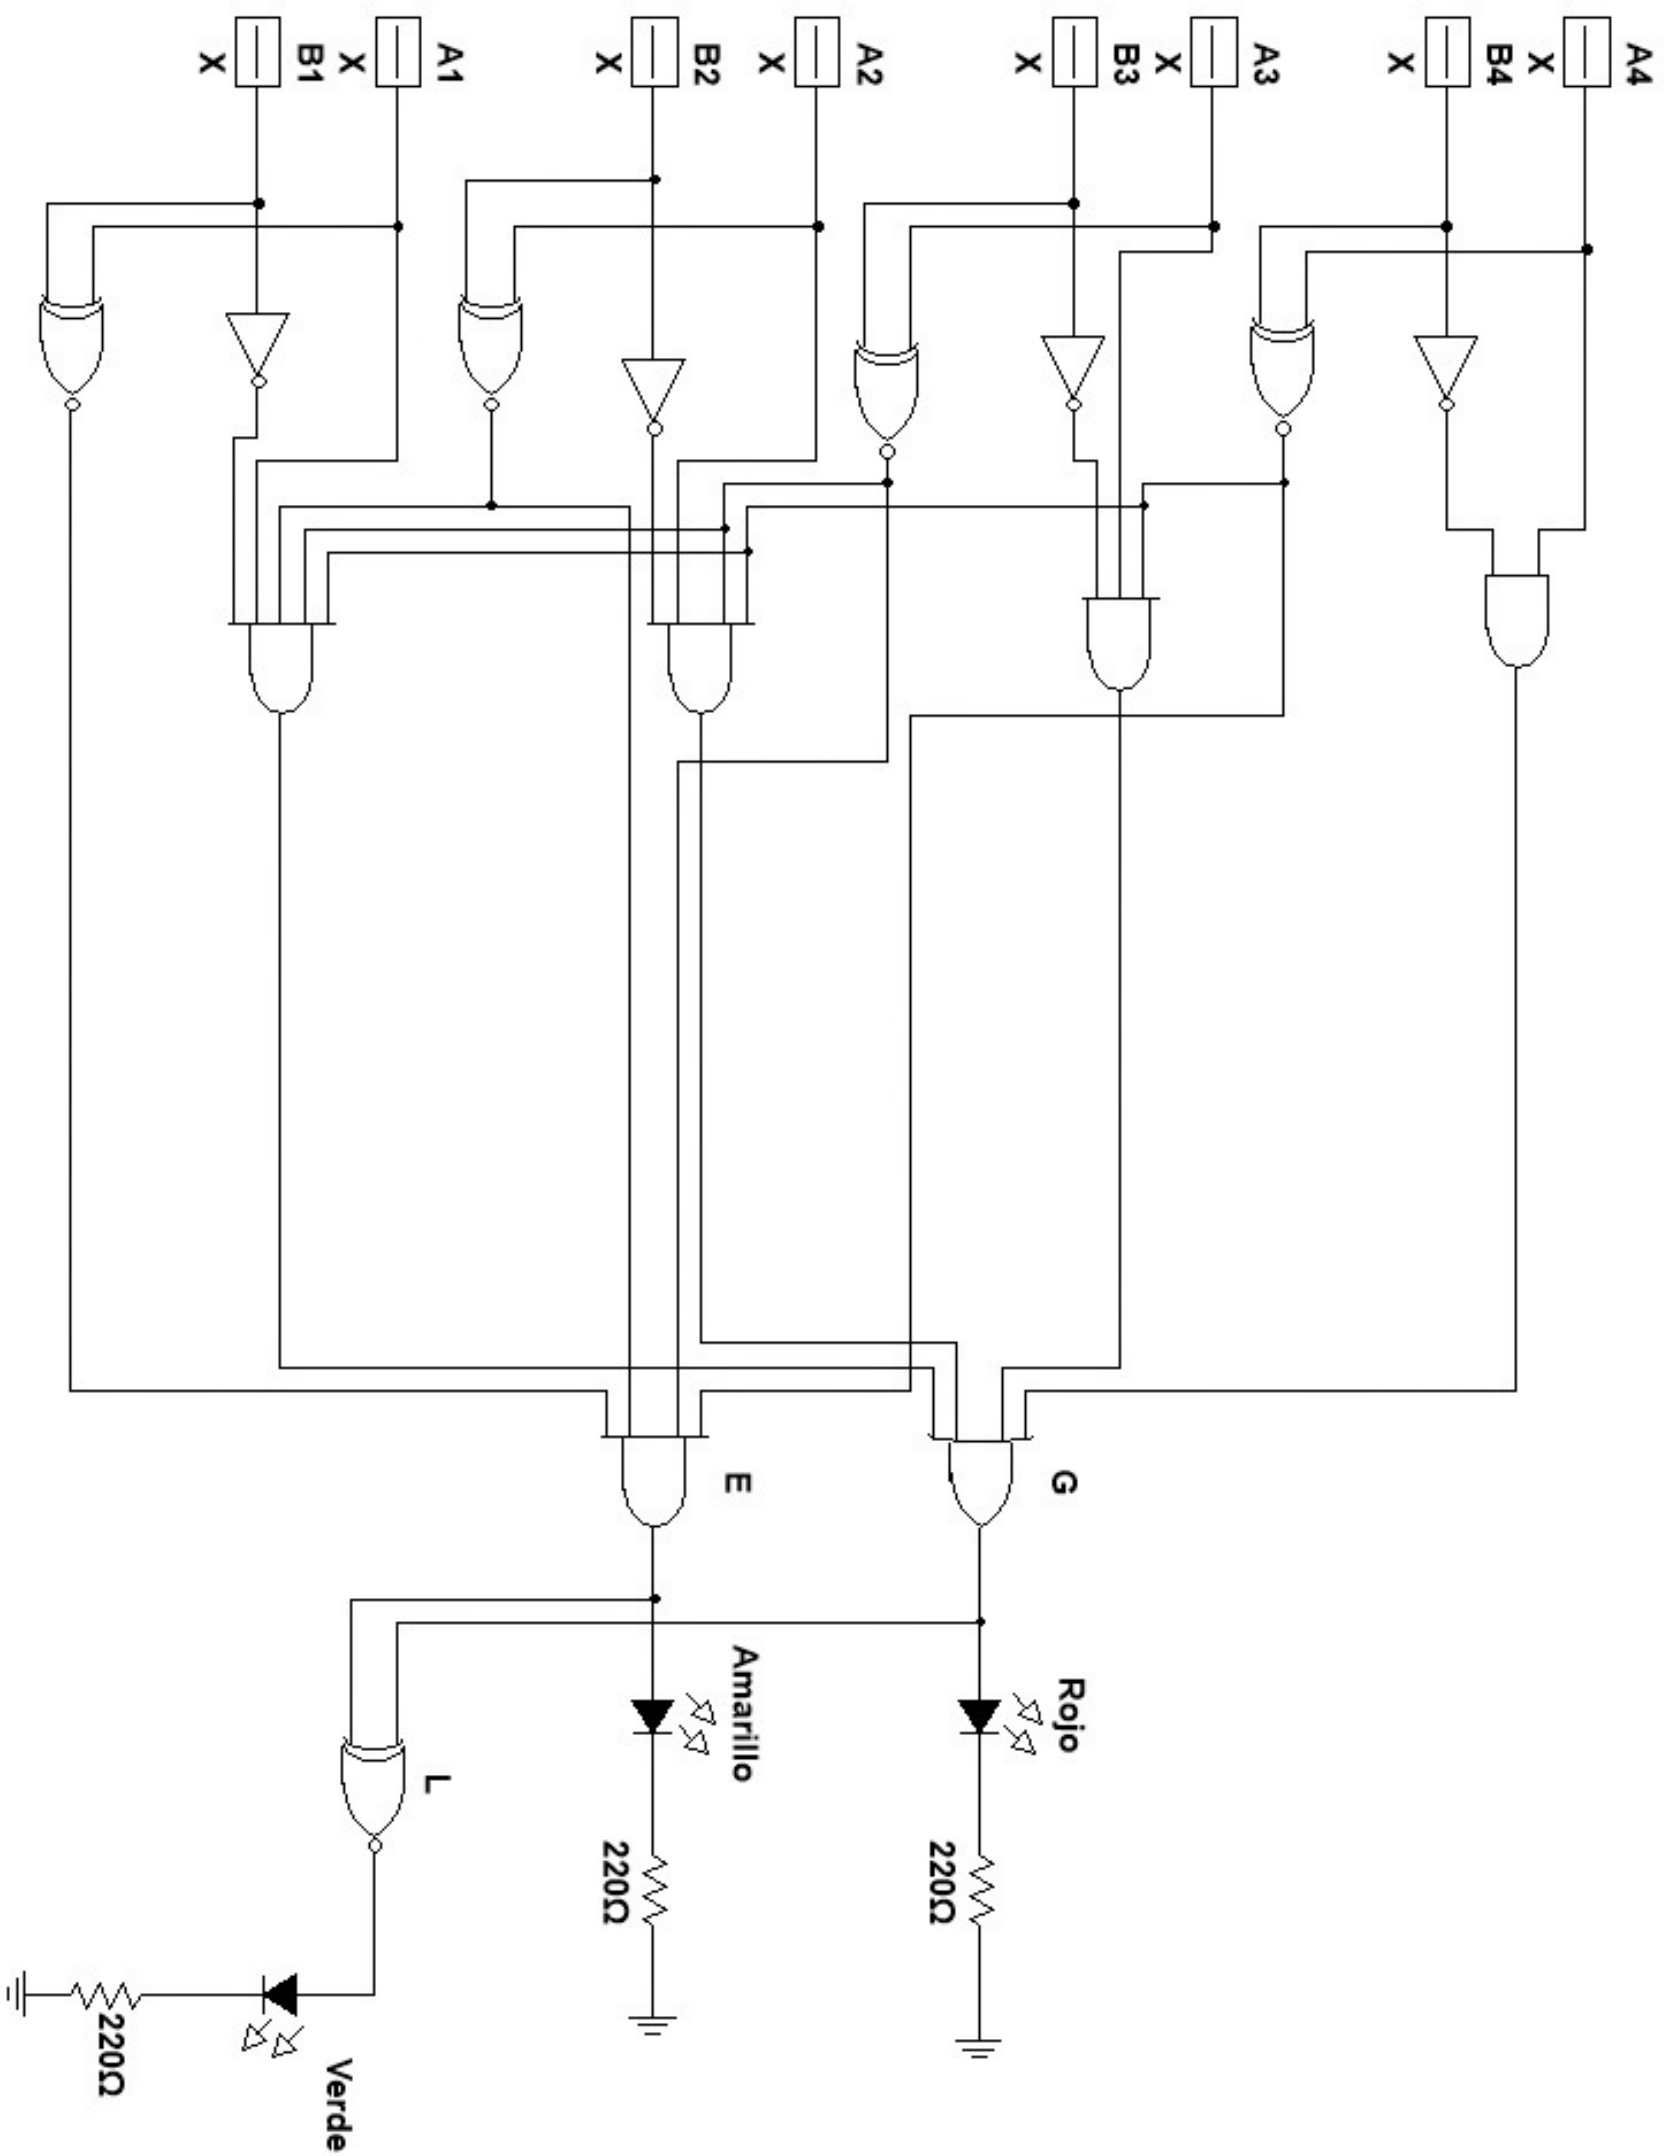 A4
X
B4
X
A3
X
B3
X
A2
X
B2
X
A1
X
B1
X
G
E
L
Rojo
220Ω
Amarillo
220Ω
Verde
220Ω